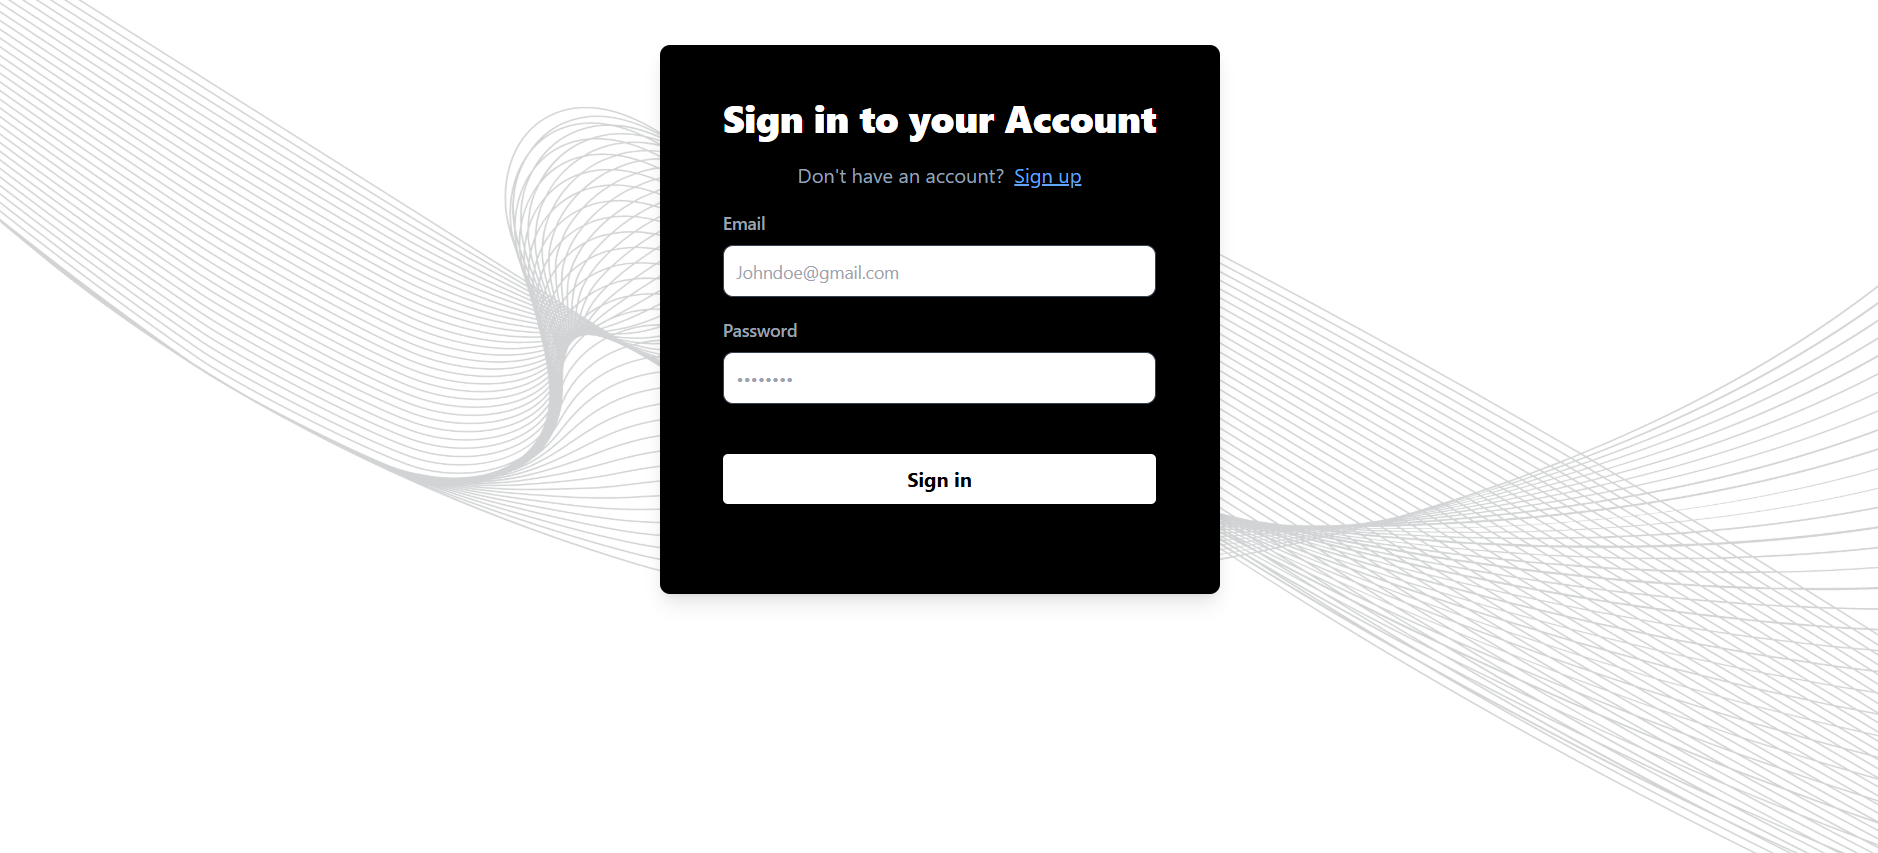 Sign in to your Account
Don't have an account? Sign up
Email
Johndoe@gmail.com
Password
••••••••
Sign in